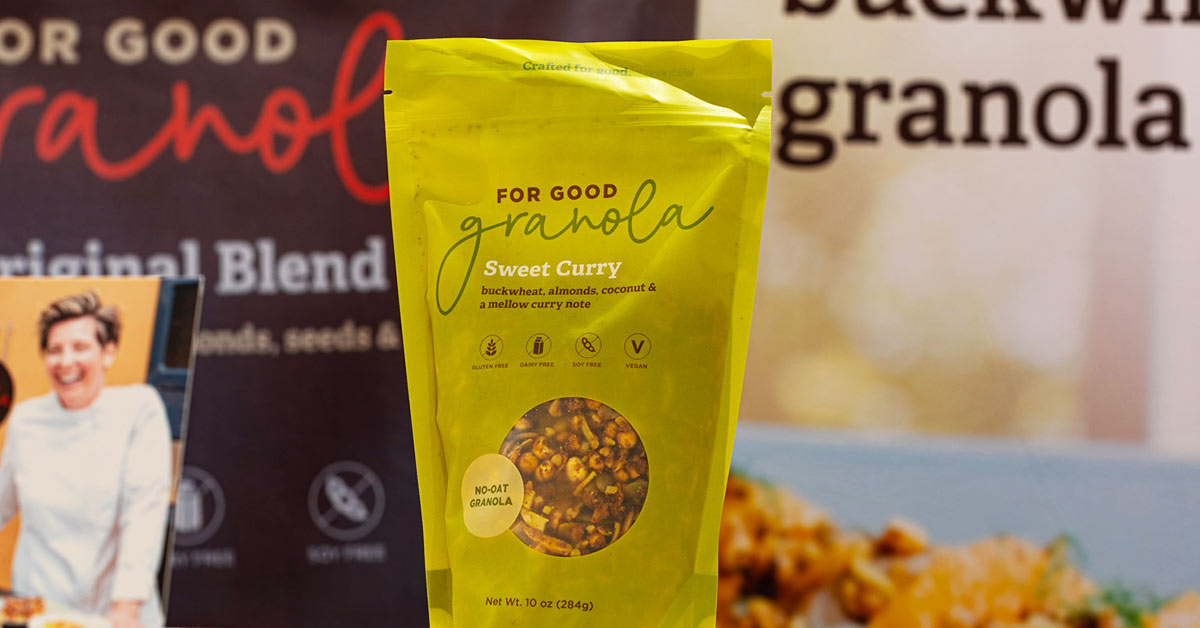 FOR GOOD
granola
Original Blend
onds, seeds &
SOY FREE
Crafted for good.
FOR GOOD
granola
Sweet Curry
buckwheat, almonds, coconut &
a mellow curry note
GLUTEN FREE
DAIRY FREE
SOY FREE
V
VEGAN
NO-OAT
GRANOLA
Net Wt. 10 oz (284g)
buckwh
granola